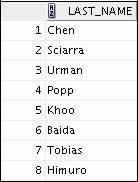 LAST_NAME
1 Chen
2 Sciarra
3 Urman
4 Popp
5 Khoo
6 Baida
7 Tobias
8 Himuro